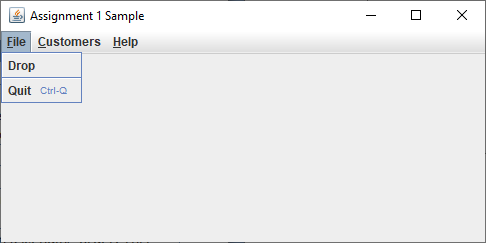 Assignment 1 Sample
File Customers Help
Drop
Quit Ctrl-Q